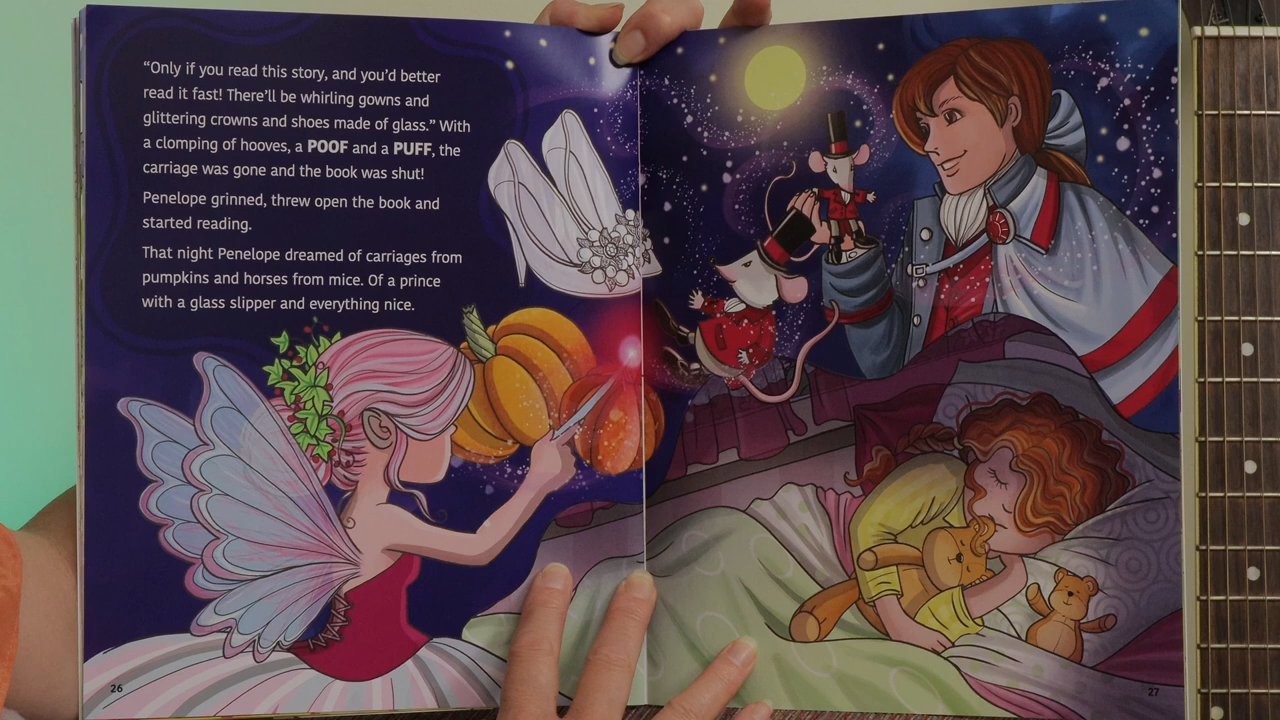 “Only if you read this story, and you’d better
read it fast! There’ll be whirling gowns and
glittering crowns and shoes made of glass.” With
a clomping of hooves, a POOF and a PUFF, the
carriage was gone and the book was shut!
Penelope grinned, threw open the book and
started reading.
That night Penelope dreamed of carriages from
pumpkins and horses from mice. Of a prince
with a glass slipper and everything nice.
26
27